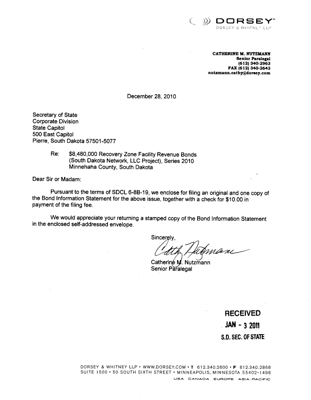 DORSEY™
DORSEY & WHITNEY LLP
CATHERINE M. NUTZMANN
Senior Paralegal
(612) 340-2963
FAX (612) 340-2642
nutzmann.cathy@dorsey.com
December 28, 2010
Secretary of State
Corporate Division
State Capitol
500 East Capitol
Pierre, South Dakota 57501-5077
Re: $8,480,000 Recovery Zone Facility Revenue Bonds
(South Dakota Network, LLC Project), Series 2010
Minnehaha County, South Dakota
Dear Sir or Madam:
Pursuant to the terms of SDCL 6-8B-19, we enclose for filing an original and one copy of
the Bond Information Statement for the above issue, together with a check for $10.00 in
payment of the filing fee.
We would appreciate your returning a stamped copy of the Bond Information Statement
in the enclosed self-addressed envelope.
Sincerely,
Cath Nutzmann
Catherine M. Nutzmann
Senior Paralegal
RECEIVED
JAN - 3 2011
S.D. SEC. OF STATE
DORSEY & WHITNEY LLP • WWW.DORSEY.COM • T 612.340.2600 • F 612.340.2868
SUITE 1500 • 50 SOUTH SIXTH STREET • MINNEAPOLIS, MINNESOTA 55402-1498
USA CANADA EUROPE ASIA-PACIFIC